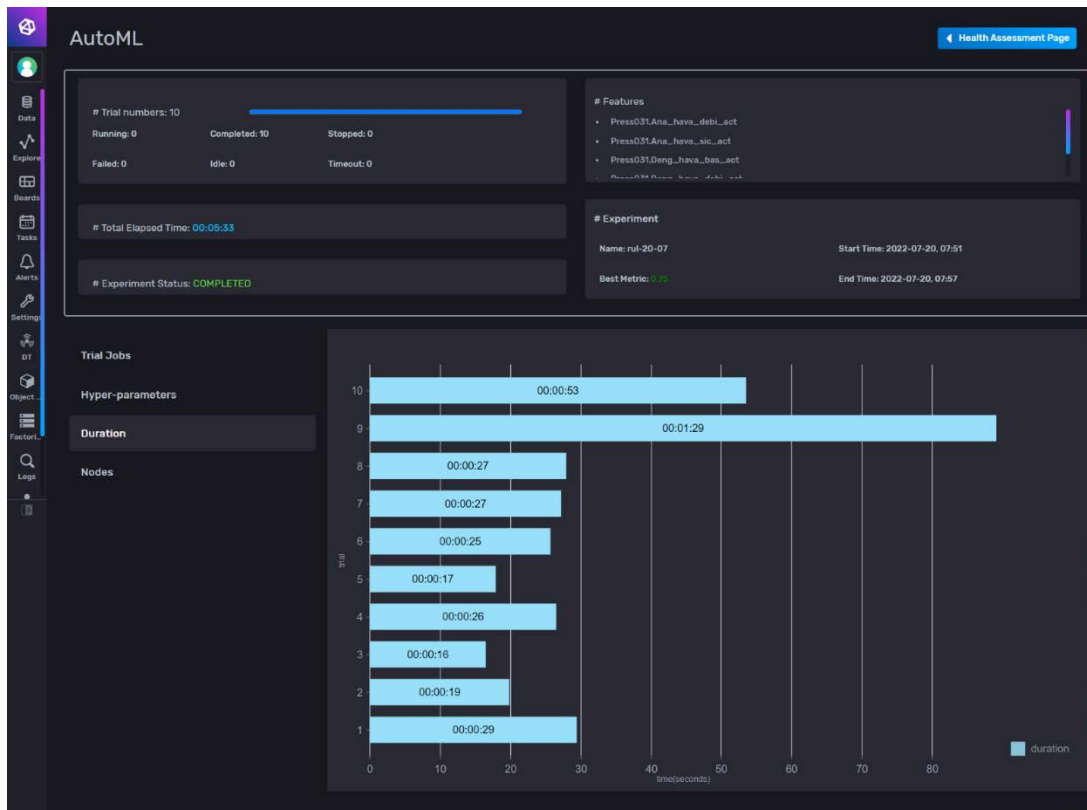 AutoML
Health Assessment Page
Data
Explore
Boards
Tasks
Alerts
Settings
DT
Object ...
Factori...
Logs
# Trial numbers: 10
Running: 0 Completed: 10 Stopped: 0
Failed: 0 Idle: 0 Timeout: 0
# Total Elapsed Time: 00:05:33
# Experiment Status: COMPLETED
# Features
Press031.Ana_hava_debi_act
Press031.Ana_hava_sic_act
Press031.Deng_hava_bas_act
Press031.Deng_hava_debi_act
# Experiment
Name: rul-20-07 Start Time: 2022-07-20, 07:51
Best Metric: 0.75 End Time: 2022-07-20, 07:57
Trial Jobs
Hyper-parameters
Duration
Nodes
10 00:00:53
9 00:01:29
8 00:00:27
7 00:00:27
6 00:00:25
trial
5 00:00:17
4 00:00:26
3 00:00:16
2 00:00:19
1 00:00:29
duration
0 10 20 30 40 50 60 70 80
time(seconds)